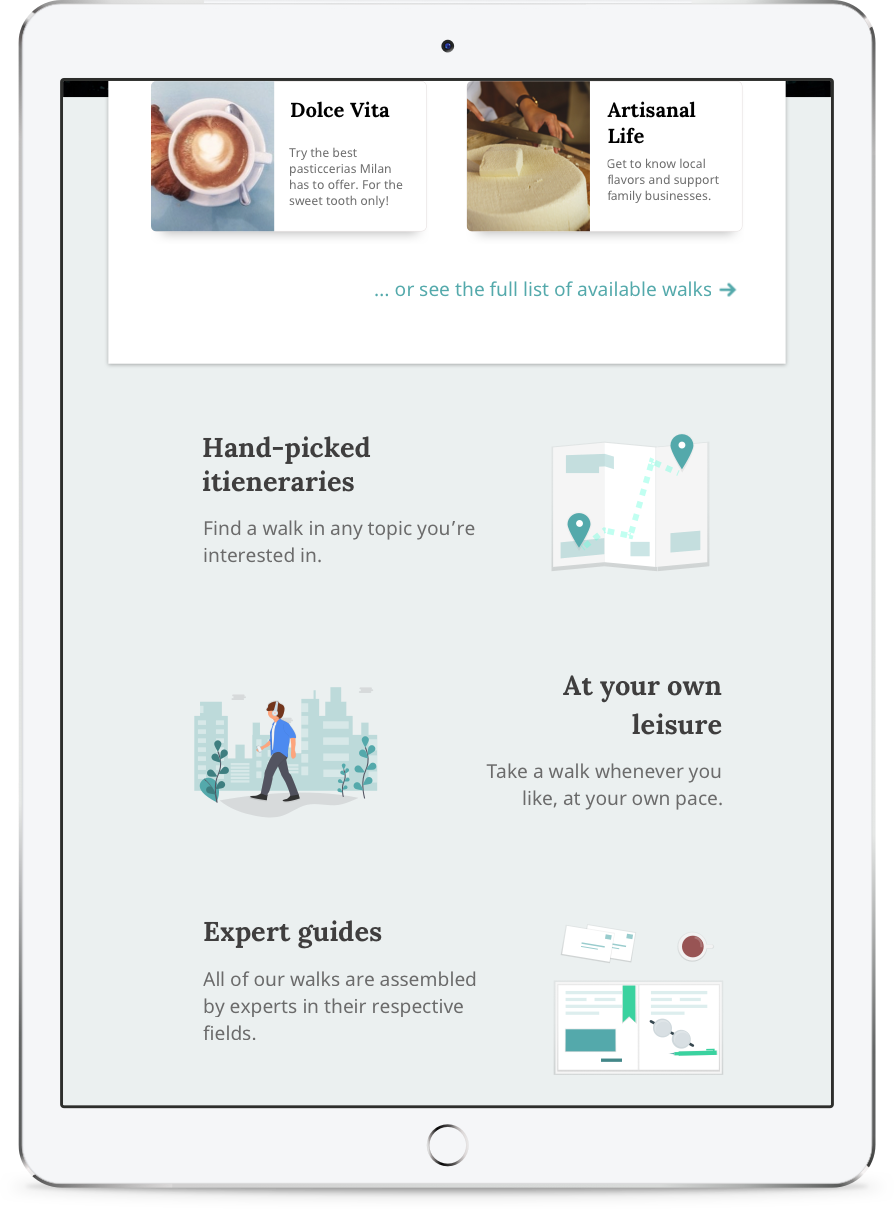 Dolce Vita
Try the best
pasticcerias Milan
has to offer. For the
sweet tooth only!
Artisanal
Life
Get to know local
flavors and support
family businesses.
... or see the full list of available walks →
Hand-picked
itieneraries
Find a walk in any topic you’re
interested in.
At your own
leisure
Take a walk whenever you
like, at your own pace.
Expert guides
All of our walks are assembled
by experts in their respective
fields.